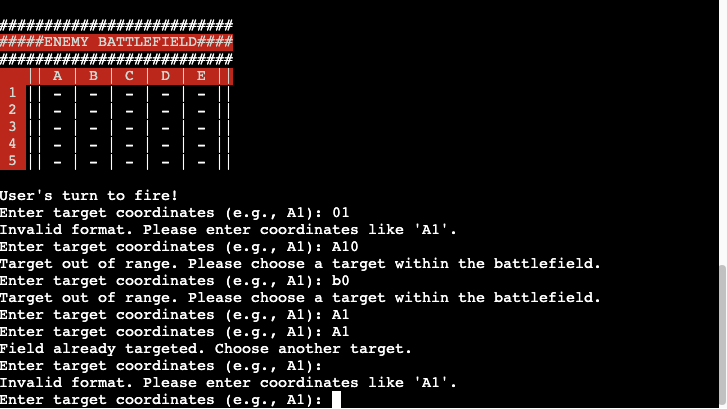 ##########################
#####ENEMY BATTLEFIELD####
##########################
|| A | B | C | D | E ||
1 || - | - | - | - | - ||
2 || - | - | - | - | - ||
3 || - | - | - | - | - ||
4 || - | - | - | - | - ||
5 || - | - | - | - | - ||
User's turn to fire!
Enter target coordinates (e.g., A1): 01
Invalid format. Please enter coordinates like 'A1'.
Enter target coordinates (e.g., A1): A10
Target out of range. Please choose a target within the battlefield.
Enter target coordinates (e.g., A1): b0
Target out of range. Please choose a target within the battlefield.
Enter target coordinates (e.g., A1): A1
Enter target coordinates (e.g., A1): A1
Field already targeted. Choose another target.
Enter target coordinates (e.g., A1):
Invalid format. Please enter coordinates like 'A1'.
Enter target coordinates (e.g., A1):